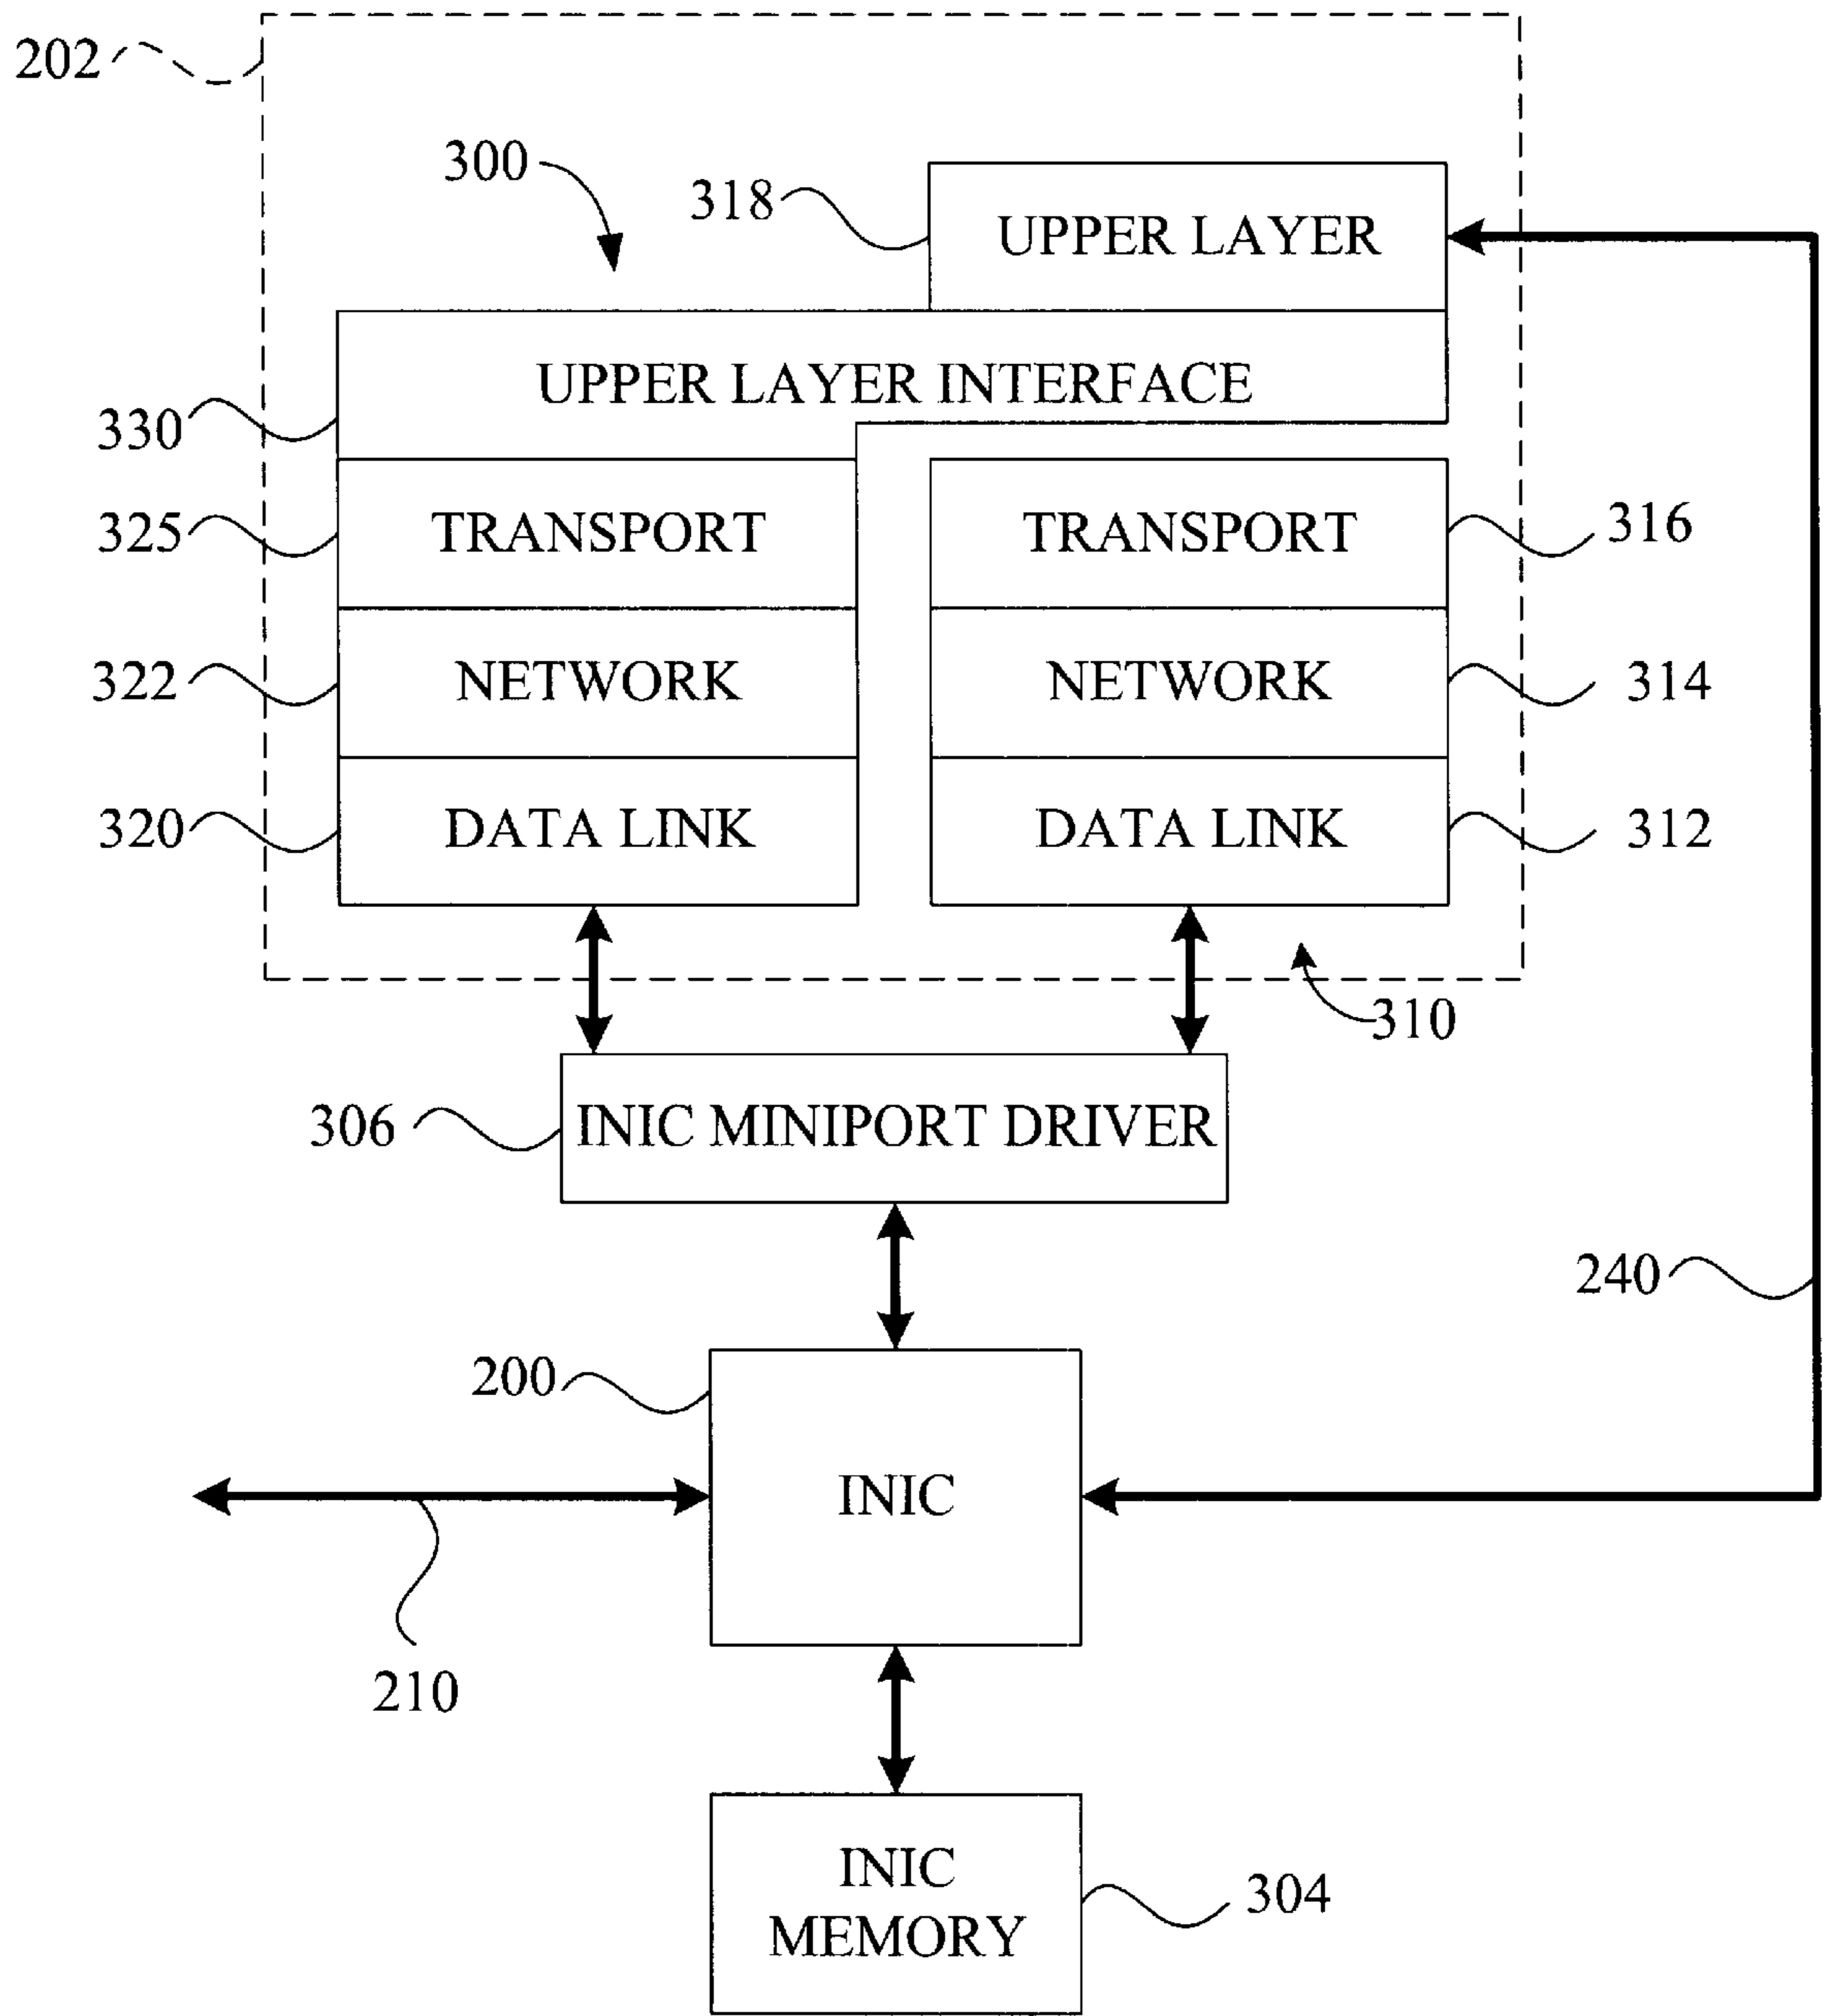 202
300
318
UPPER LAYER
UPPER LAYER INTERFACE
330
325
TRANSPORT
TRANSPORT
316
322
NETWORK
NETWORK
314
320
DATA LINK
DATA LINK
312
310
306
INIC MINIPORT DRIVER
240
200
INIC
210
INIC
MEMORY
304